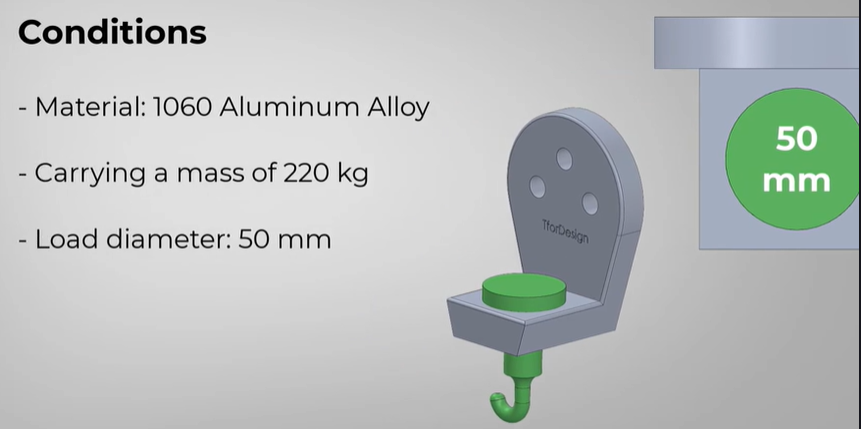 Conditions
- Material: 1060 Aluminum Alloy
- Carrying a mass of 220 kg
- Load diameter: 50 mm
TforDesign
50
mm